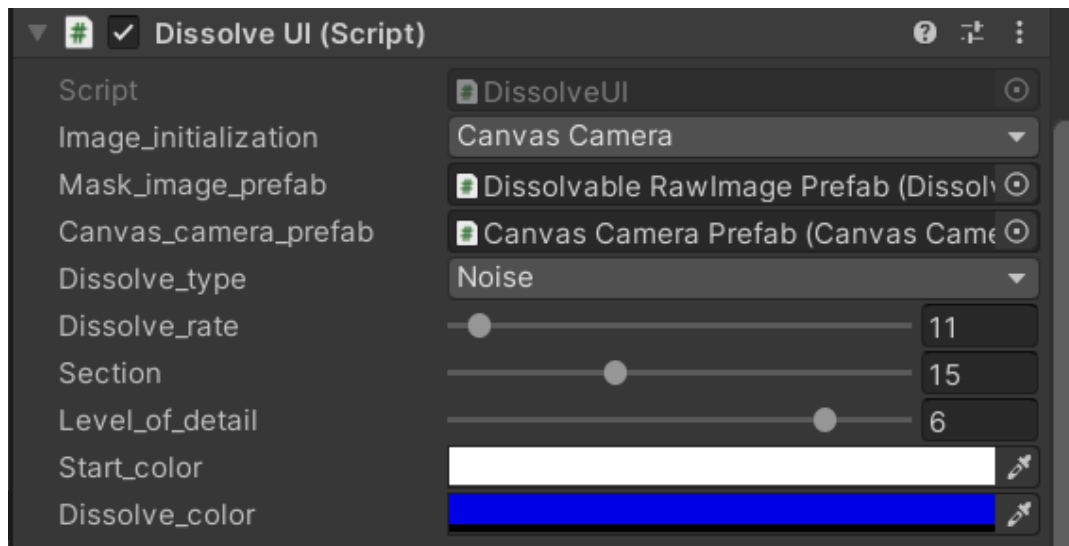 Dissolve UI (Script)
Script DissolveUI
Image_initialization Canvas Camera
Mask_image_prefab Dissolvable RawImage Prefab (Dissolv
Canvas_camera_prefab Canvas Camera Prefab (Canvas Came
Dissolve_type Noise
Dissolve_rate 11
Section 15
Level_of_detail 6
Start_color
Dissolve_color